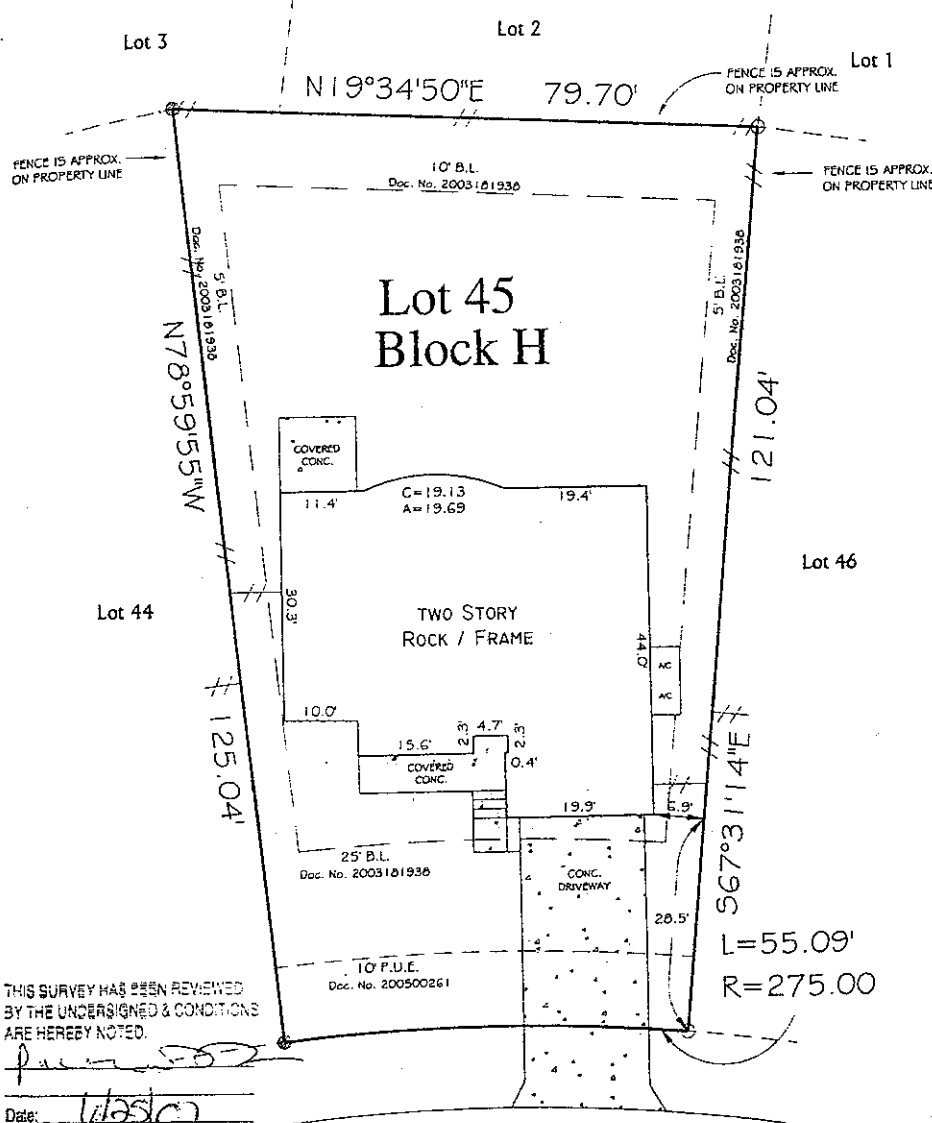 Lot 3
Lot 2
Lot 1
N19°34'50"E 79.70'
FENCE IS APPROX.
ON PROPERTY LINE
FENCE IS APPROX.
ON PROPERTY LINE
FENCE IS APPROX.
ON PROPERTY LINE
10' B.L.
Doc. No. 2003181938
5' B.L.
Doc. No. 2003181938
5' B.L.
Doc. No. 2003181938
Lot 45
Block H
N78°59'55"W
125.04'
121.04'
S67°31'14"E
COVERED
CONC.
11.4'
C=19.13
A=19.69
19.4'
Lot 44
Lot 46
30.3'
TWO STORY
ROCK / FRAME
44.0'
AC
AC
10.0'
15.6'
2.3'
4.7'
2.3'
0.4'
COVERED
CONC.
19.9'
6.9'
25' B.L.
Doc. No. 2003181938
CONC.
DRIVEWAY
28.5'
L=55.09'
R=275.00
10' P.U.E.
Doc. No. 200500261
THIS SURVEY HAS BEEN REVIEWED
BY THE UNDERSIGNED & CONDITIONS
ARE HEREBY NOTED.
Date: